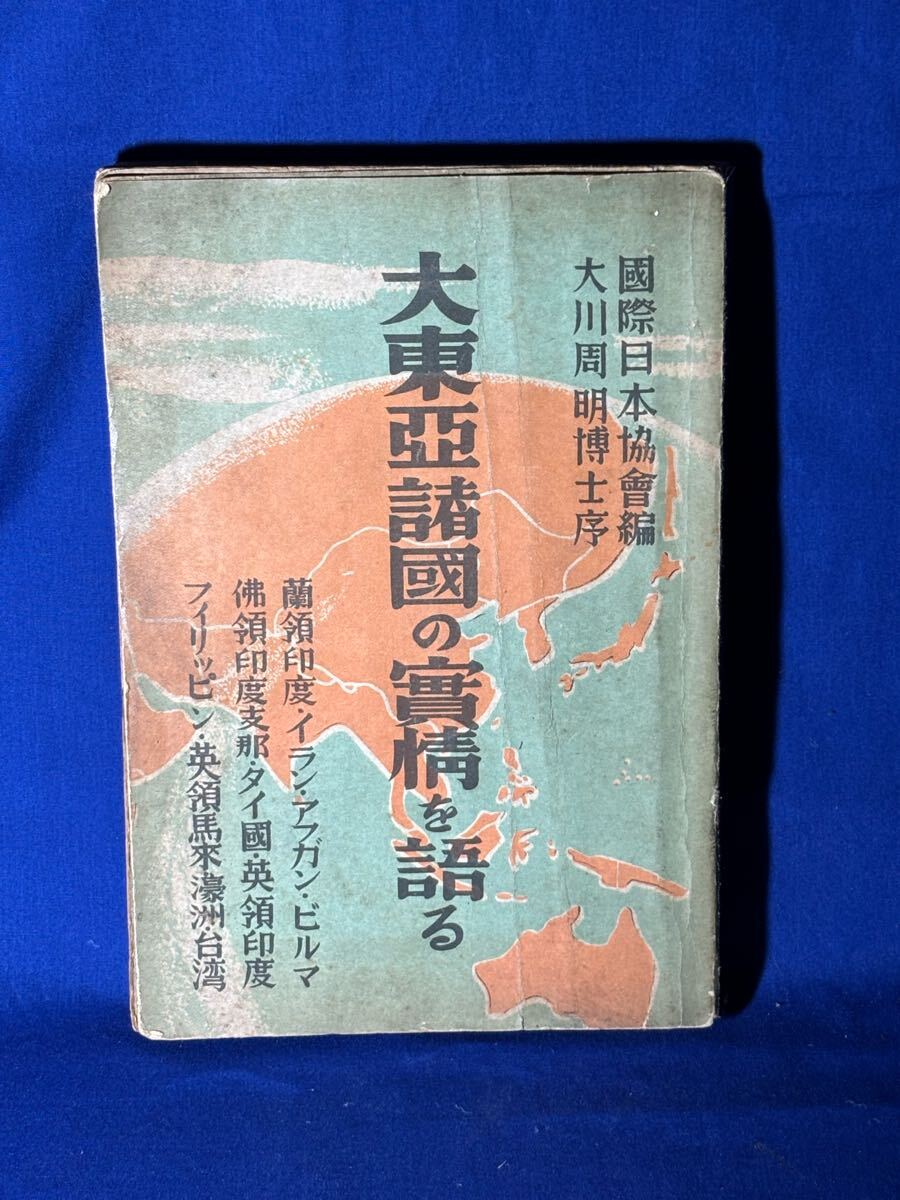 國際日本協會編
大川周明博士序
大東亞諸國の實情を語る
蘭領印度・イラン・アフガン・ビルマ
佛領印度支那・タイ國・英領印度
フィリッピン・英領馬來・濠洲・台湾